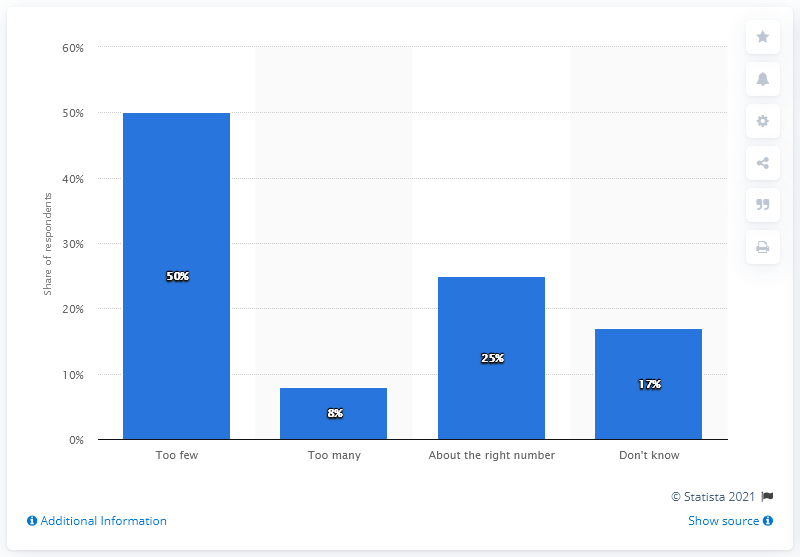 60%
50%
40%
30%
20%
10%
0%
Share of respondents
50%
8%
25%
17%
Too few
Too many
About the right number
Don't know
© Statista 2021
Additional Information
Show source